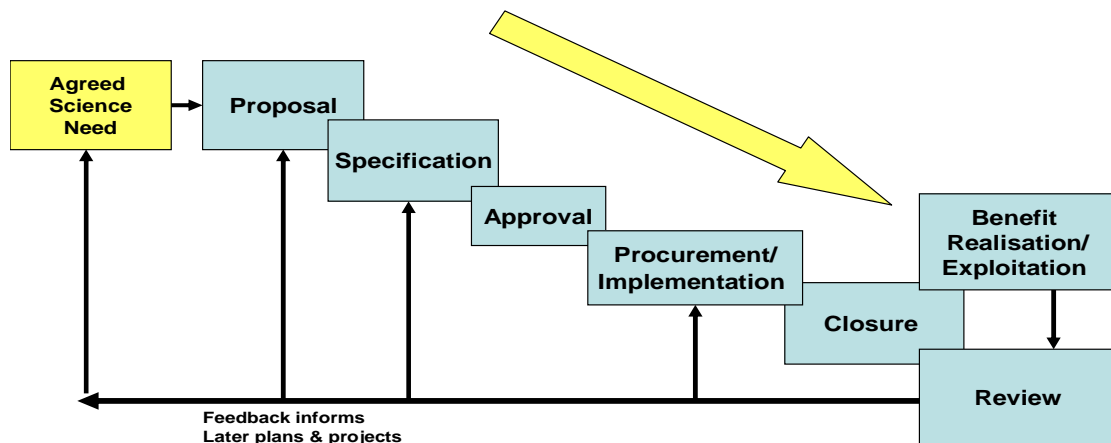 Agreed
Science
Need
Proposal
Specification
Approval
Procurement/
Implementation
Closure
Benefit
Realisation/
Exploitation
Review
Feedback informs
Later plans & projects